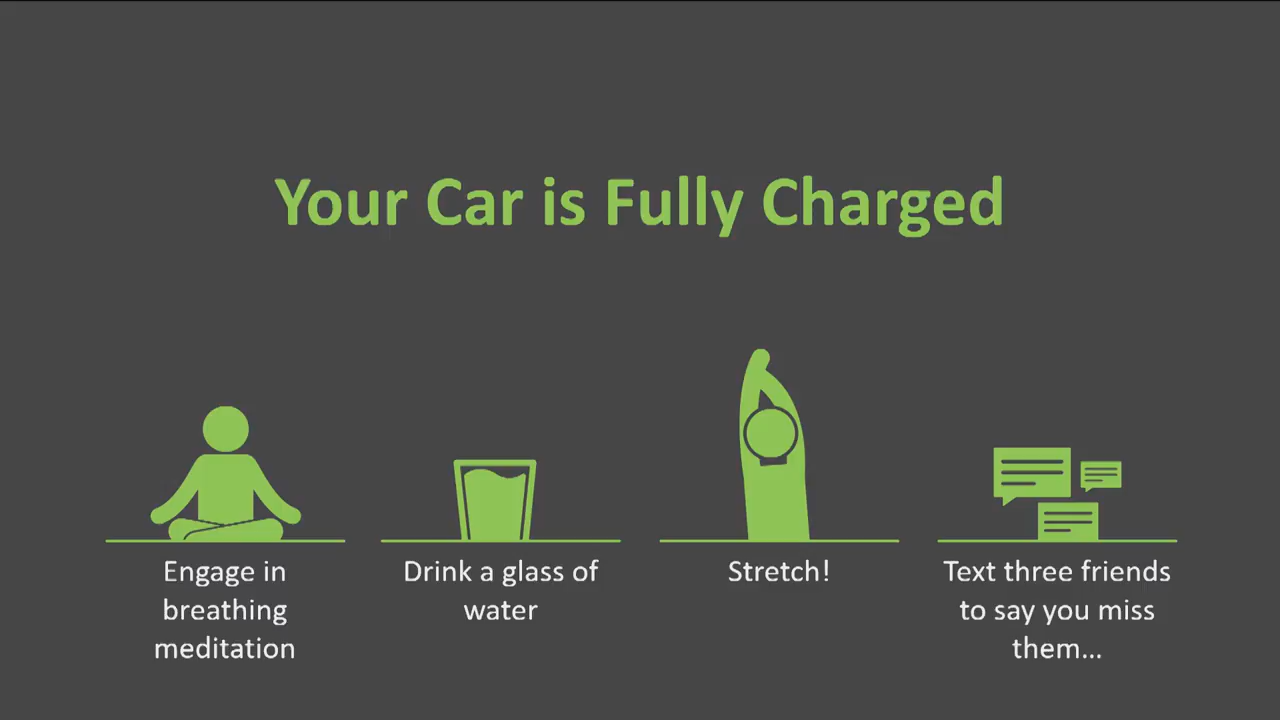 Your Car is Fully Charged
Engage in
breathing
meditation
Drink a glass of
water
Stretch!
Text three friends
to say you miss
them...